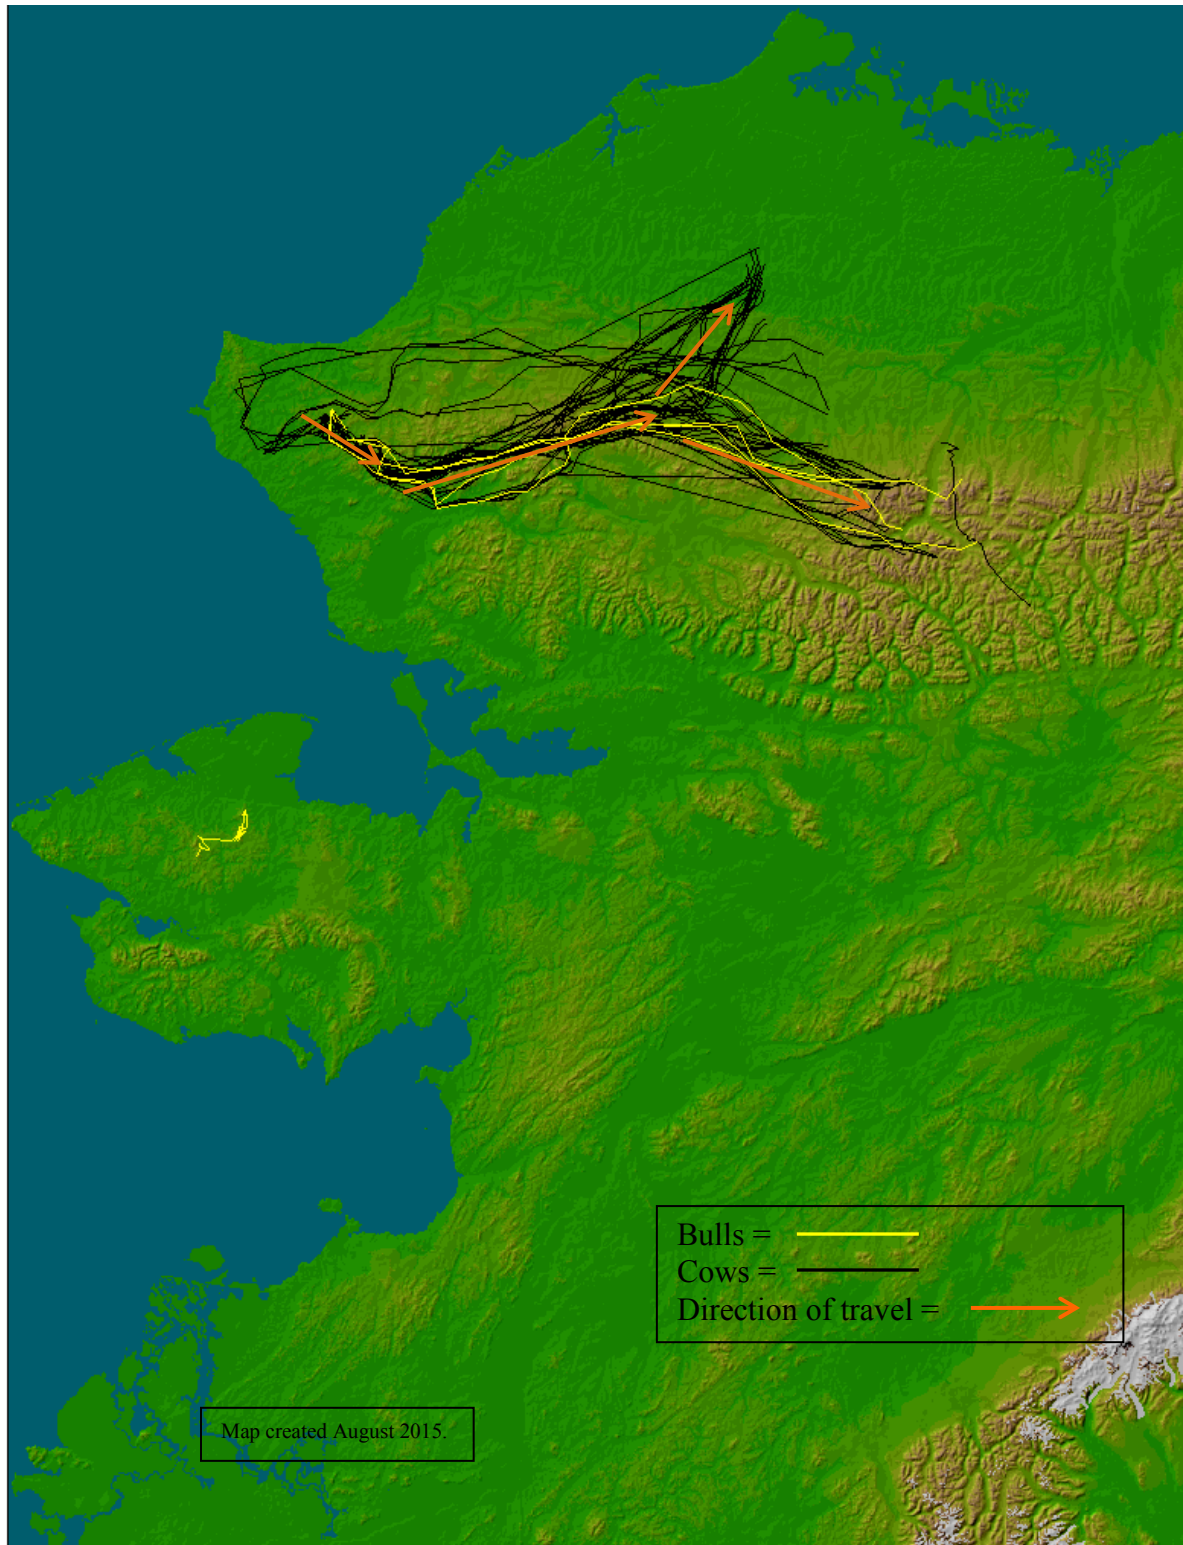 Bulls =
Cows =
Direction of travel =
Map created August 2015.